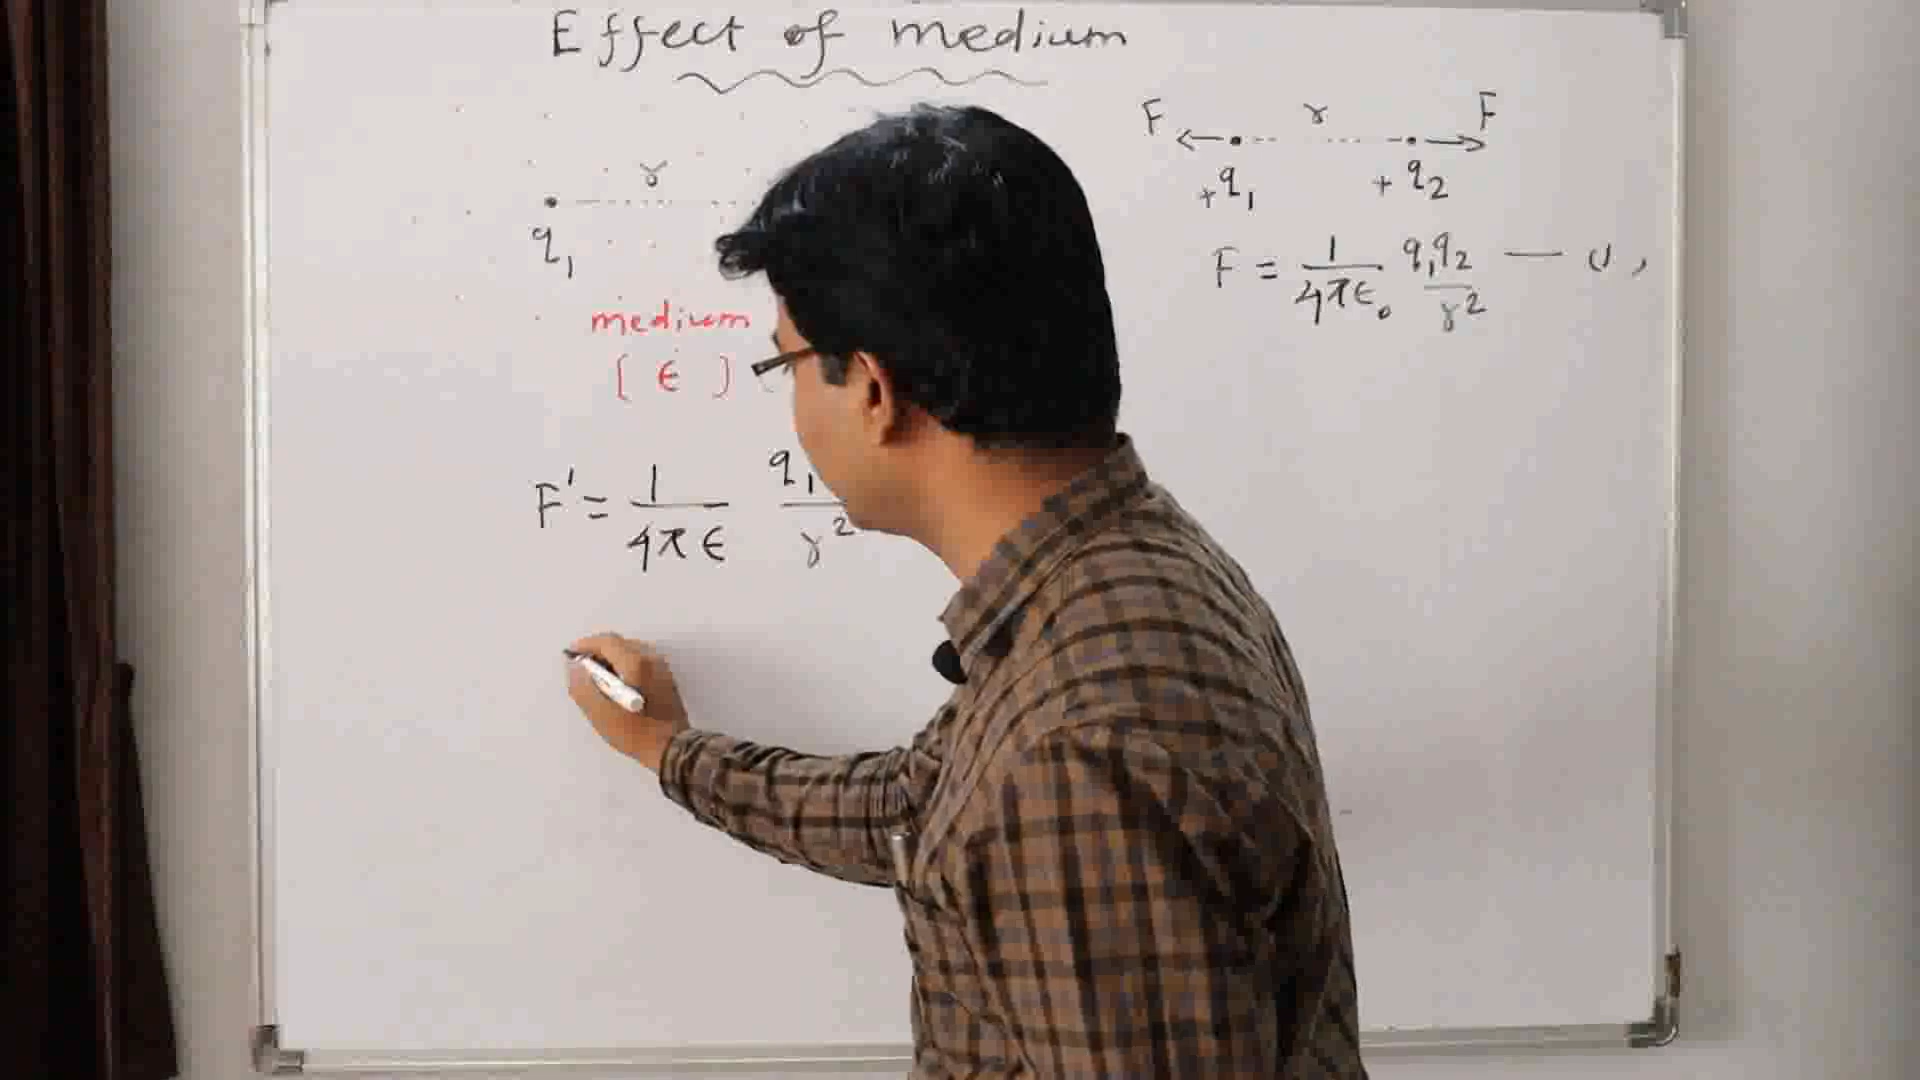 Effect of medium
r
q₁
medium
[ ϵ ]
F' = 1/4πϵ q₁/r²
F r F
+q₁ +q₂
F = 1/4πϵ₀ q₁q₂/r² — (1)